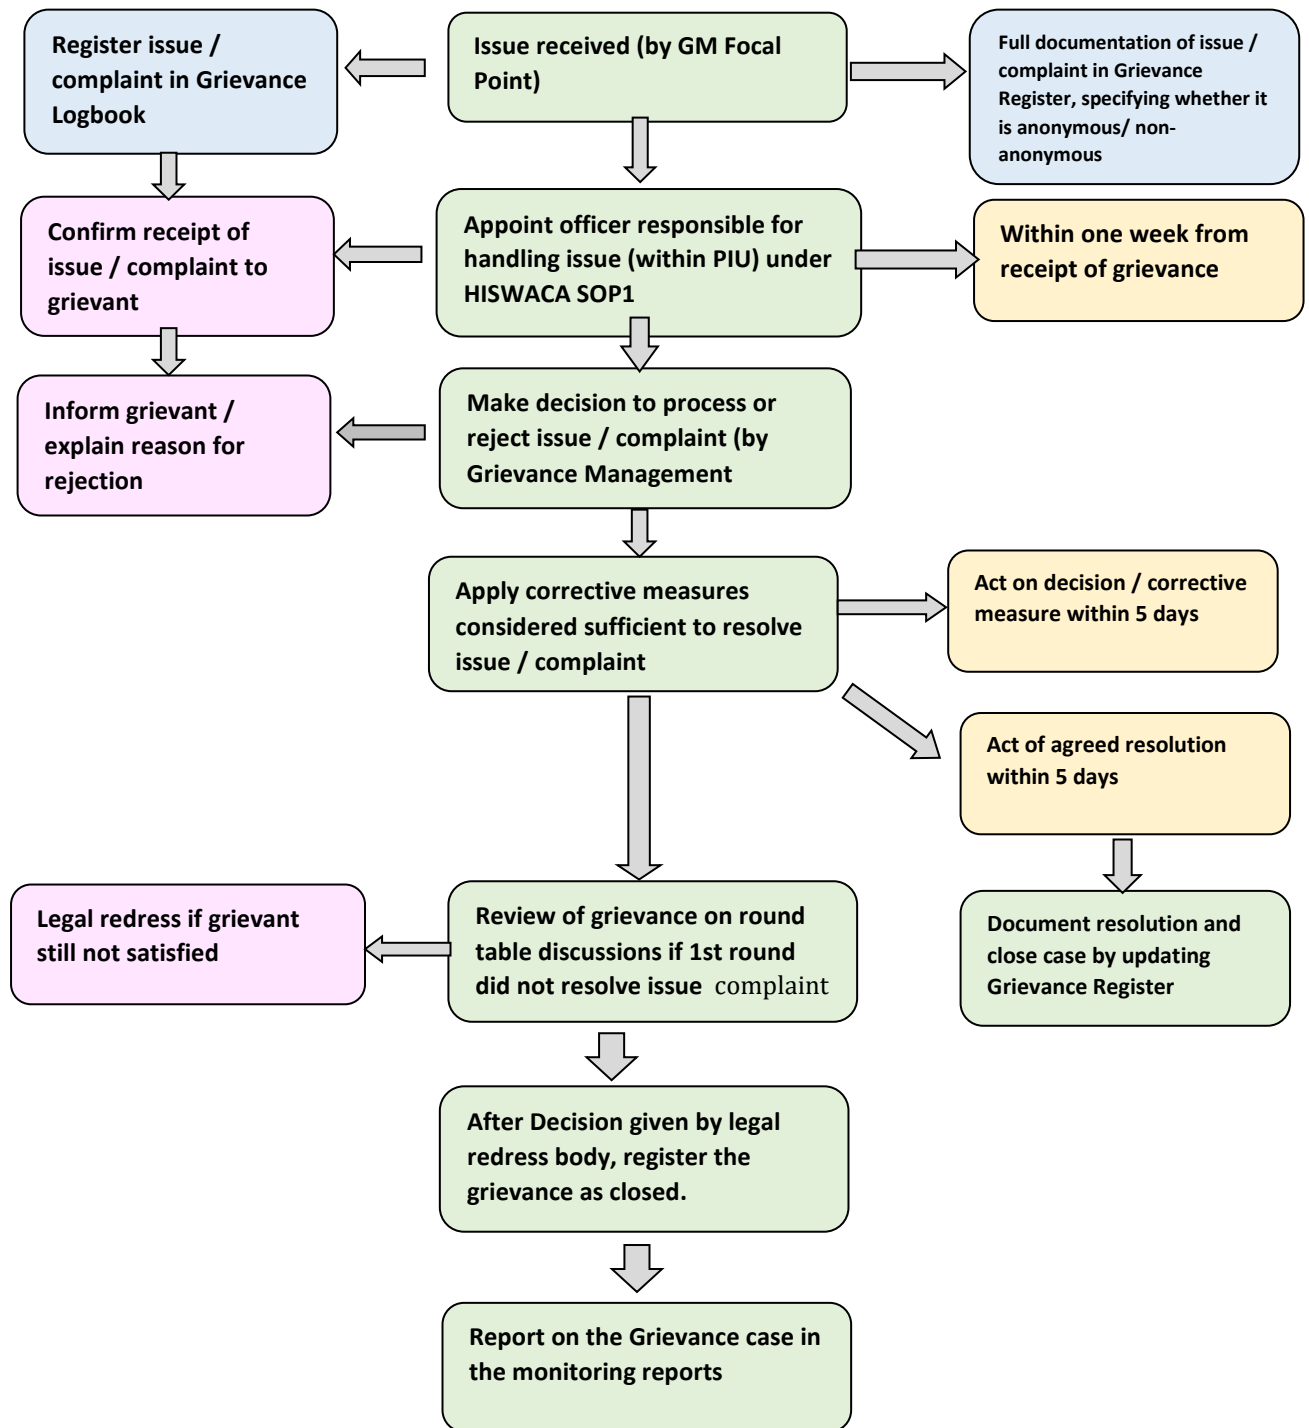 Register issue /
complaint in Grievance
Logbook
Issue received (by GM Focal
Point)
Full documentation of issue /
complaint in Grievance
Register, specifying whether it
is anonymous/ non-
anonymous
Confirm receipt of
issue / complaint to
grievant
Appoint officer responsible for
handling issue (within PIU) under
HISWACA SOP1
Within one week from
receipt of grievance
Inform grievant /
explain reason for
rejection
Make decision to process or
reject issue / complaint (by
Grievance Management
Apply corrective measures
considered sufficient to resolve
issue / complaint
Act on decision / corrective
measure within 5 days
Act of agreed resolution
within 5 days
Legal redress if grievant
still not satisfied
Review of grievance on round
table discussions if 1st round
did not resolve issue complaint
Document resolution and
close case by updating
Grievance Register
After Decision given by legal
redress body, register the
grievance as closed.
Report on the Grievance case in
the monitoring reports